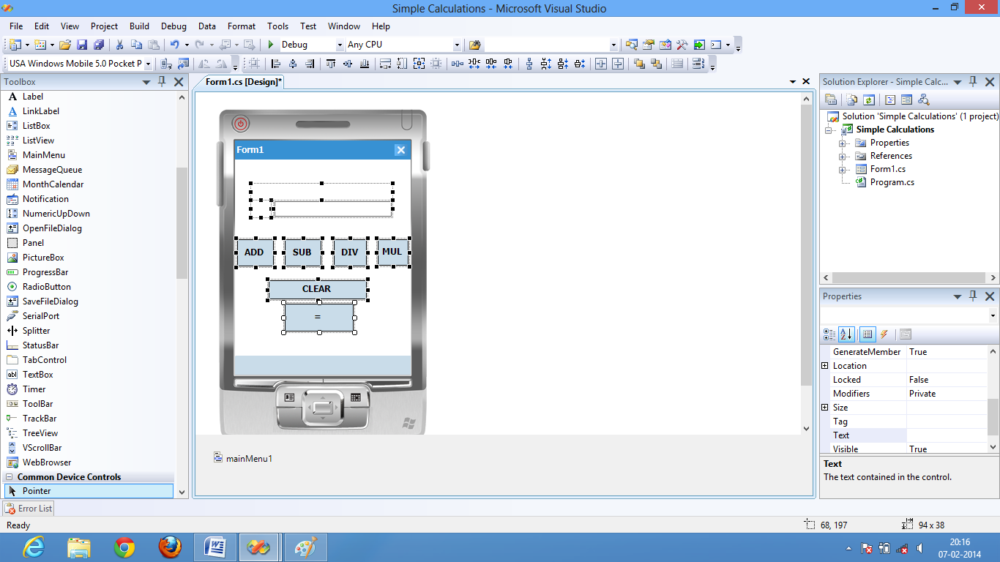 Simple Calculations - Microsoft Visual Studio
File Edit View Project Build Debug Data Format Tools Test Window Help
Debug Any CPU
USA Windows Mobile 5.0 Pocket P
Toolbox
Label
LinkLabel
ListBox
ListView
MainMenu
MessageQueue
MonthCalendar
Notification
NumericUpDown
OpenFileDialog
Panel
PictureBox
ProgressBar
RadioButton
SaveFileDialog
SerialPort
Splitter
StatusBar
TabControl
TextBox
Timer
ToolBar
TrackBar
TreeView
VScrollBar
WebBrowser
Common Device Controls
Pointer
Form1.cs [Design]*
Form1
ADD SUB DIV MUL
CLEAR
=
mainMenu1
Solution Explorer - Simple Calc...
Solution 'Simple Calculations' (1 project)
Simple Calculations
Properties
References
Form1.cs
Program.cs
Properties
GenerateMember True
Location
Locked False
Modifiers Private
Size
Tag
Text
Visible True
Text
The text contained in the control.
Error List
Ready 68, 197 94 x 38
20:16
07-02-2014